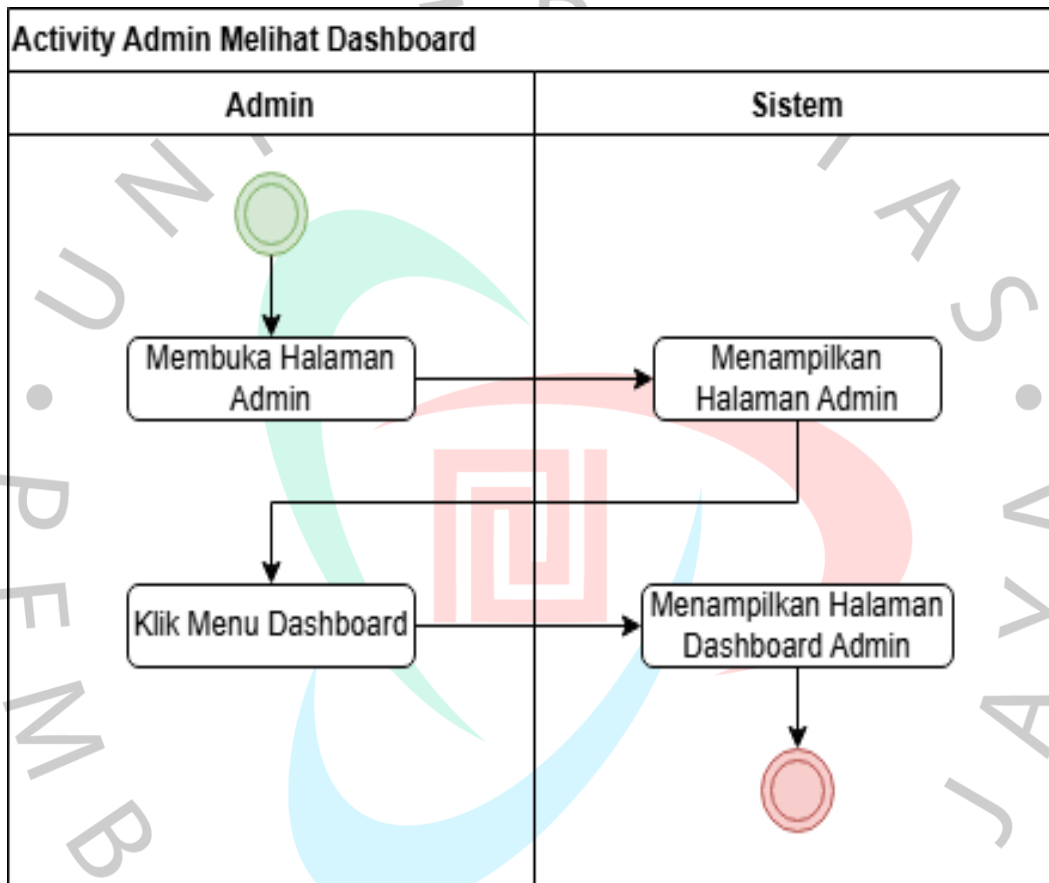 Activity Admin Melihat Dashboard
Admin
Sistem
Membuka Halaman
Admin
Menampilkan
Halaman Admin
Klik Menu Dashboard
Menampilkan Halaman
Dashboard Admin